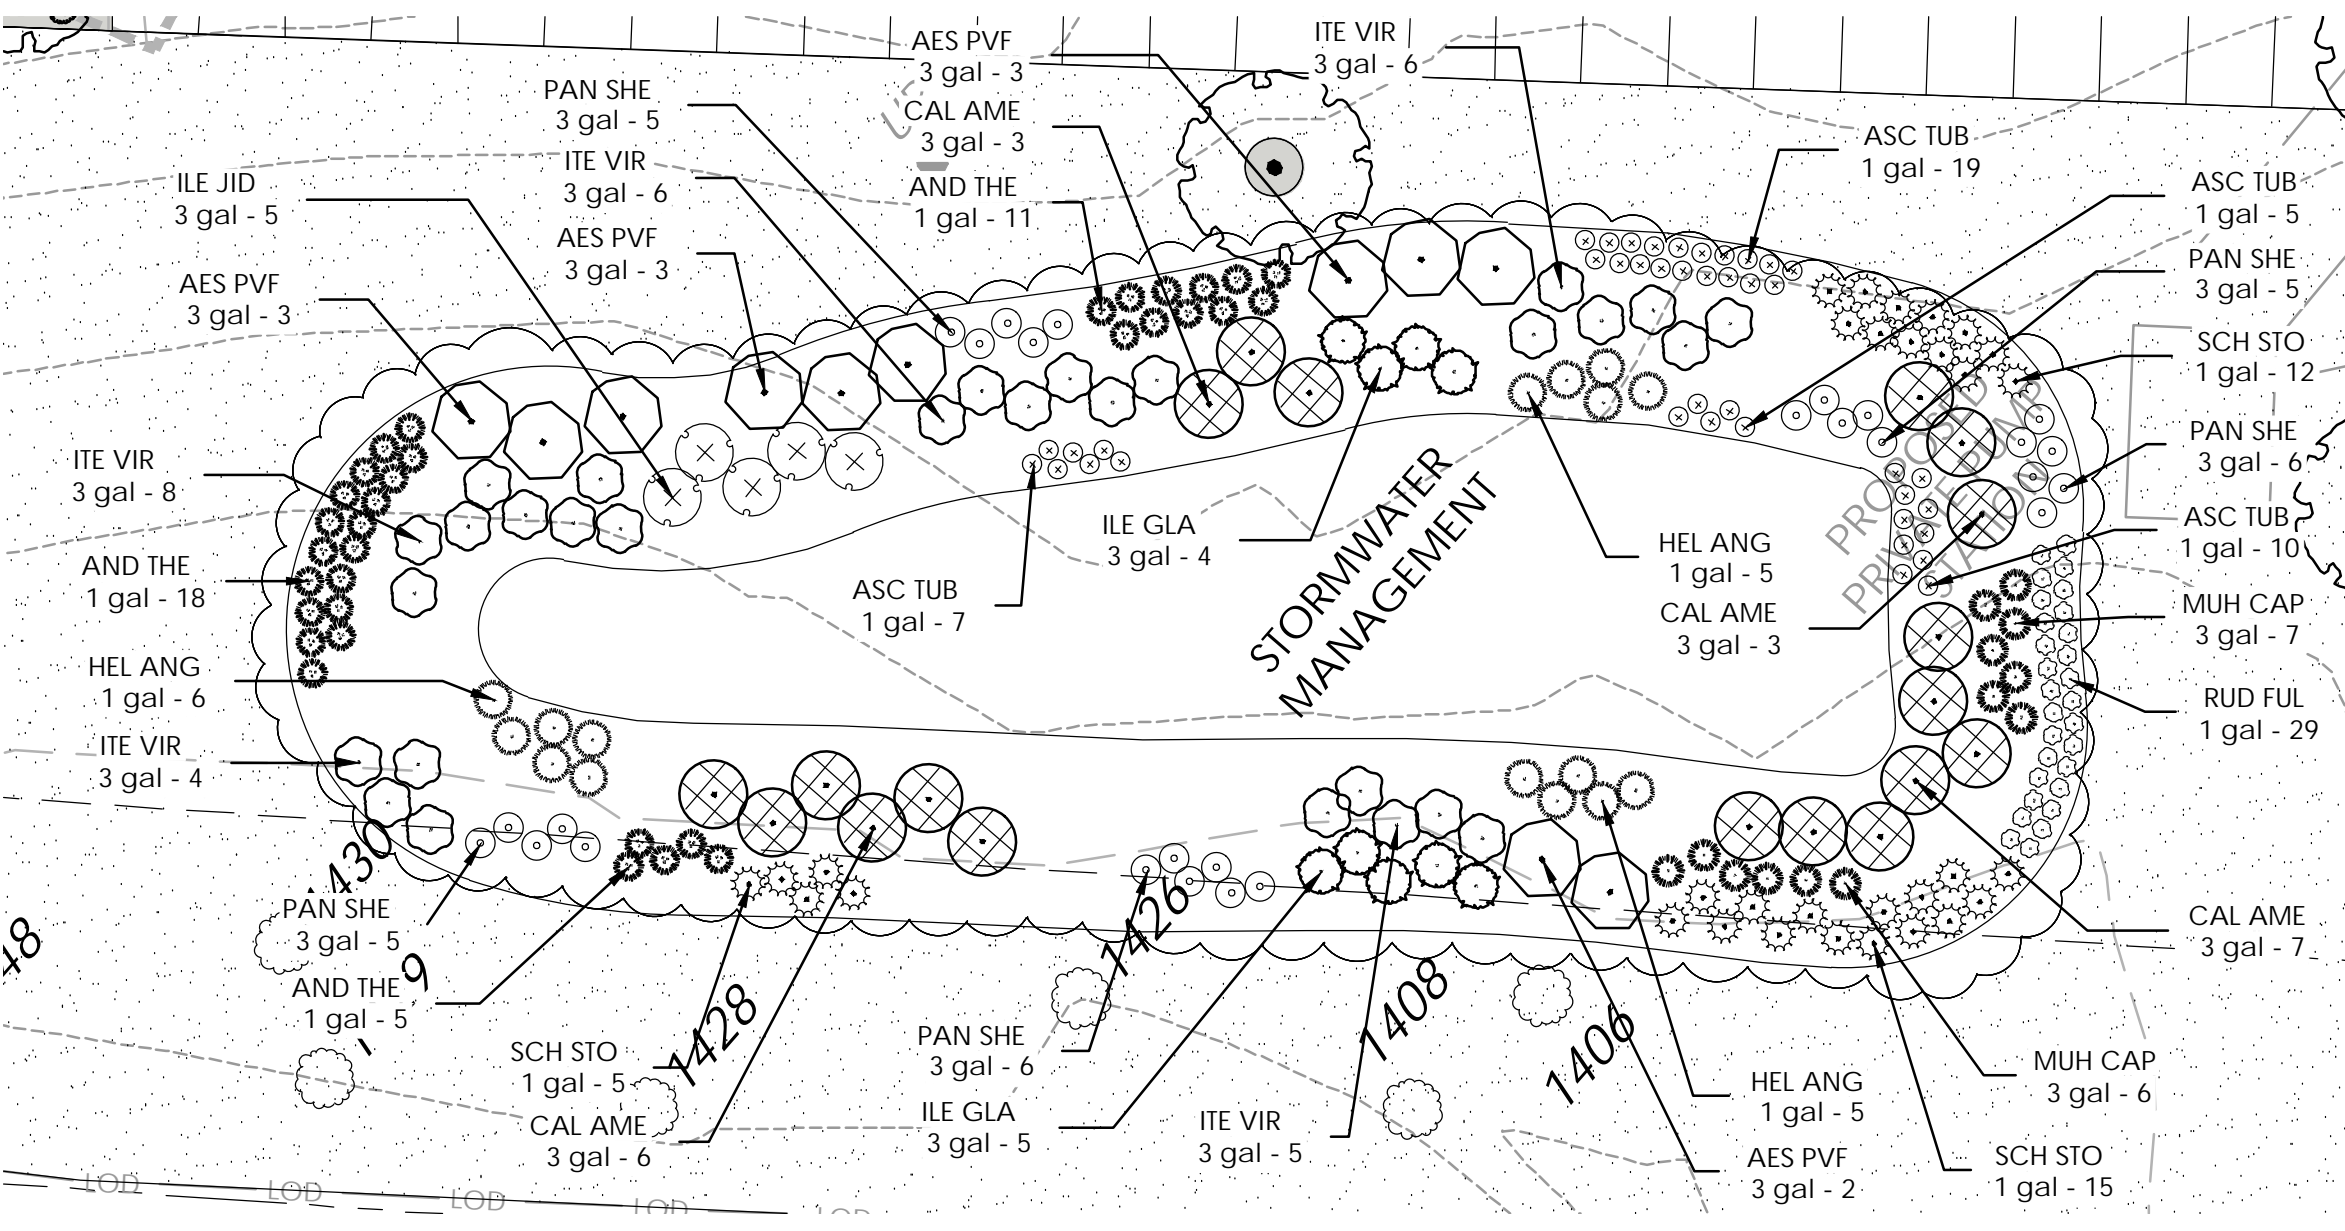 AES PVF
3 gal - 3
ITE VIR
3 gal - 6
PAN SHE
3 gal - 5
CAL AME
3 gal - 3
ASC TUB
1 gal - 19
ITE VIR
3 gal - 6
ILE JID
3 gal - 5
AND THE
1 gal - 11
ASC TUB
1 gal - 5
AES PVF
3 gal - 3
PAN SHE
3 gal - 5
AES PVF
3 gal - 3
SCH STO
1 gal - 12
ITE VIR
3 gal - 8
PAN SHE
3 gal - 6
PROPOSED
PRIVATE PUMP
STATION
ILE GLA
3 gal - 4
STORMWATER
MANAGEMENT
ASC TUB
1 gal - 10
HEL ANG
1 gal - 5
AND THE
1 gal - 18
ASC TUB
1 gal - 7
CAL AME
3 gal - 3
MUH CAP
3 gal - 7
HEL ANG
1 gal - 6
RUD FUL
1 gal - 29
ITE VIR
3 gal - 4
1430
PAN SHE
3 gal - 5
48
9
1426
CAL AME
3 gal - 7
AND THE
1 gal - 5
1428
1408
1406
SCH STO
1 gal - 5
PAN SHE
3 gal - 6
MUH CAP
3 gal - 6
HEL ANG
1 gal - 5
CAL AME
3 gal - 6
ILE GLA
3 gal - 5
ITE VIR
3 gal - 5
AES PVF
3 gal - 2
SCH STO
1 gal - 15
LOD
LOD
LOD
LOD
LOD